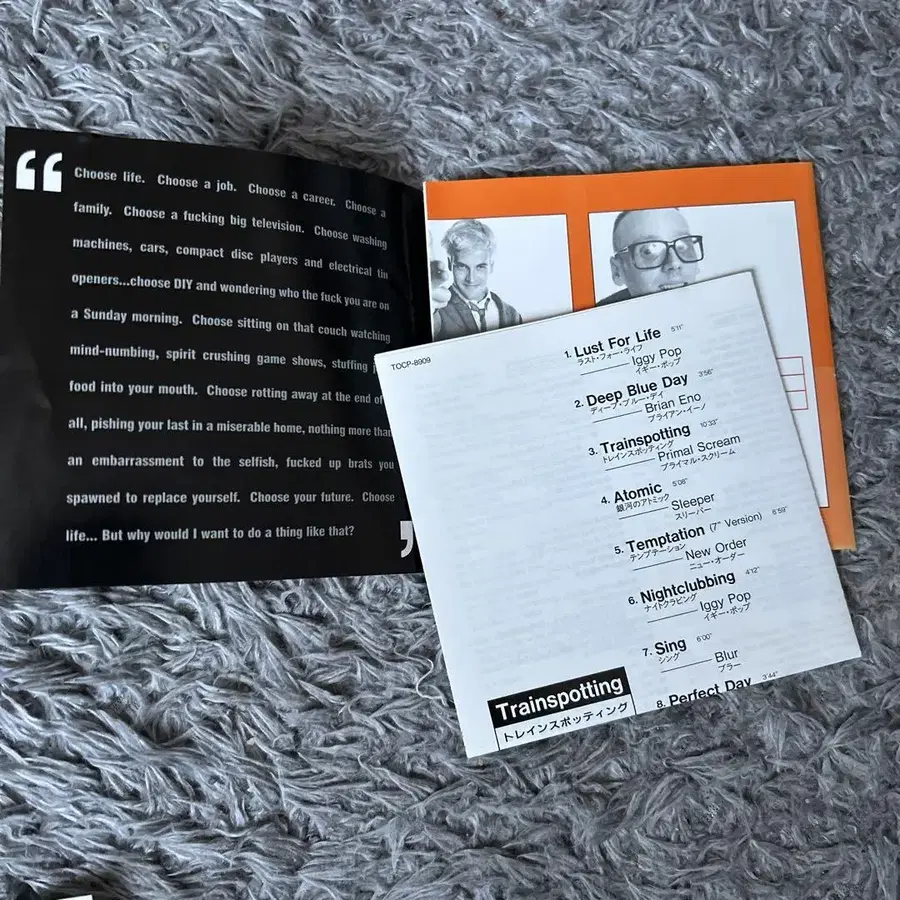 “
Choose life. Choose a job. Choose a career. Choose a
family. Choose a fucking big television. Choose washing
machines, cars, compact disc players and electrical tin
openers...choose DIY and wondering who the fuck you are on
a Sunday morning. Choose sitting on that couch watching
mind-numbing, spirit crushing game shows, stuffing
food into your mouth. Choose rotting away at the end of
all, pishing your last in a miserable home, nothing more than
an embarrassment to the selfish, fucked up brats you
spawned to replace yourself. Choose your future. Choose
life... But why would I want to do a thing like that?
”
TOCP-8909
1. Lust For Life 5'11"
ラスト・フォー・ライフ
Iggy Pop
イギー・ポップ
2. Deep Blue Day 3'56"
ディープ・ブルー・デイ
Brian Eno
ブライアン・イーノ
3. Trainspotting 10'33"
トレインスポッティング
Primal Scream
プライマル・スクリーム
4. Atomic 5'08"
銀河のアトミック
Sleeper
スリーパー
5. Temptation (7" Version) 6'59"
テンプテーション
New Order
ニュー・オーダー
6. Nightclubbing 4'12"
ナイトクラビング
Iggy Pop
イギー・ポップ
7. Sing 6'00"
シング
Blur
ブラー
8. Perfect Day 3'44"
Trainspotting
トレインスポッティング